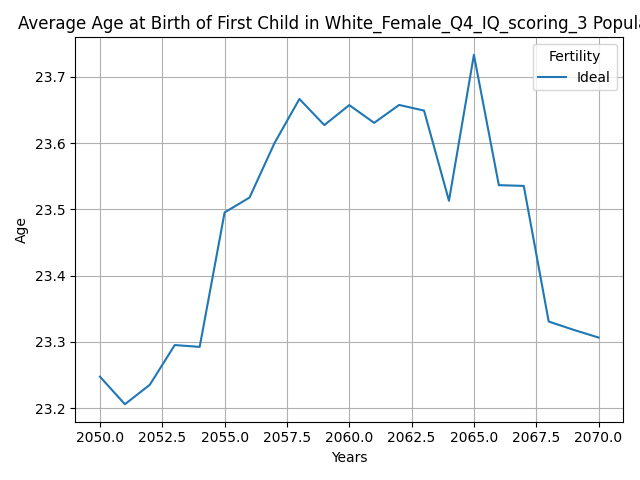 Average Age at Birth of First Child in White_Female_Q4_IQ_scoring_3 Popula
Fertility
Ideal
Age
23.7
23.6
23.5
23.4
23.3
23.2
2050.0 2052.5 2055.0 2057.5 2060.0 2062.5 2065.0 2067.5 2070.0
Years